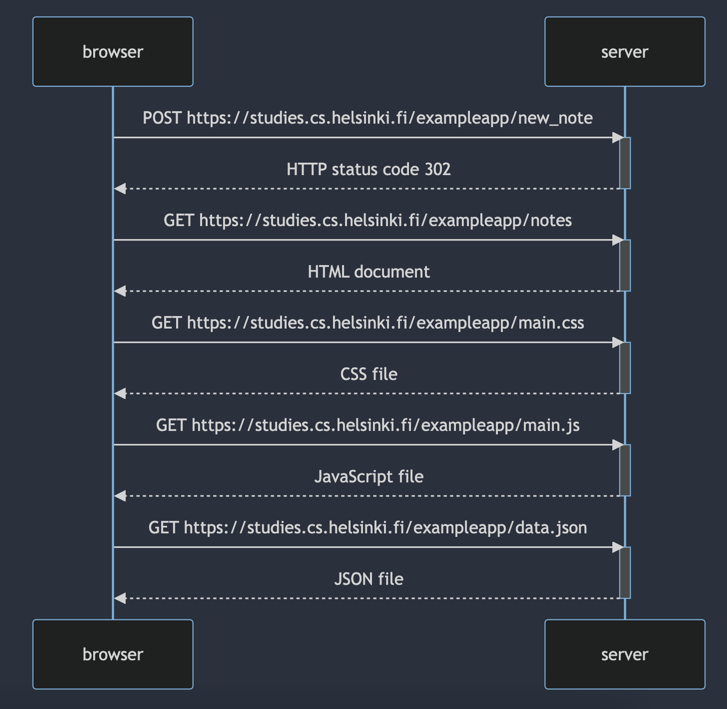 browser server
POST https://studies.cs.helsinki.fi/exampleapp/new_note
HTTP status code 302
GET https://studies.cs.helsinki.fi/exampleapp/notes
HTML document
GET https://studies.cs.helsinki.fi/exampleapp/main.css
CSS file
GET https://studies.cs.helsinki.fi/exampleapp/main.js
JavaScript file
GET https://studies.cs.helsinki.fi/exampleapp/data.json
JSON file
browser server